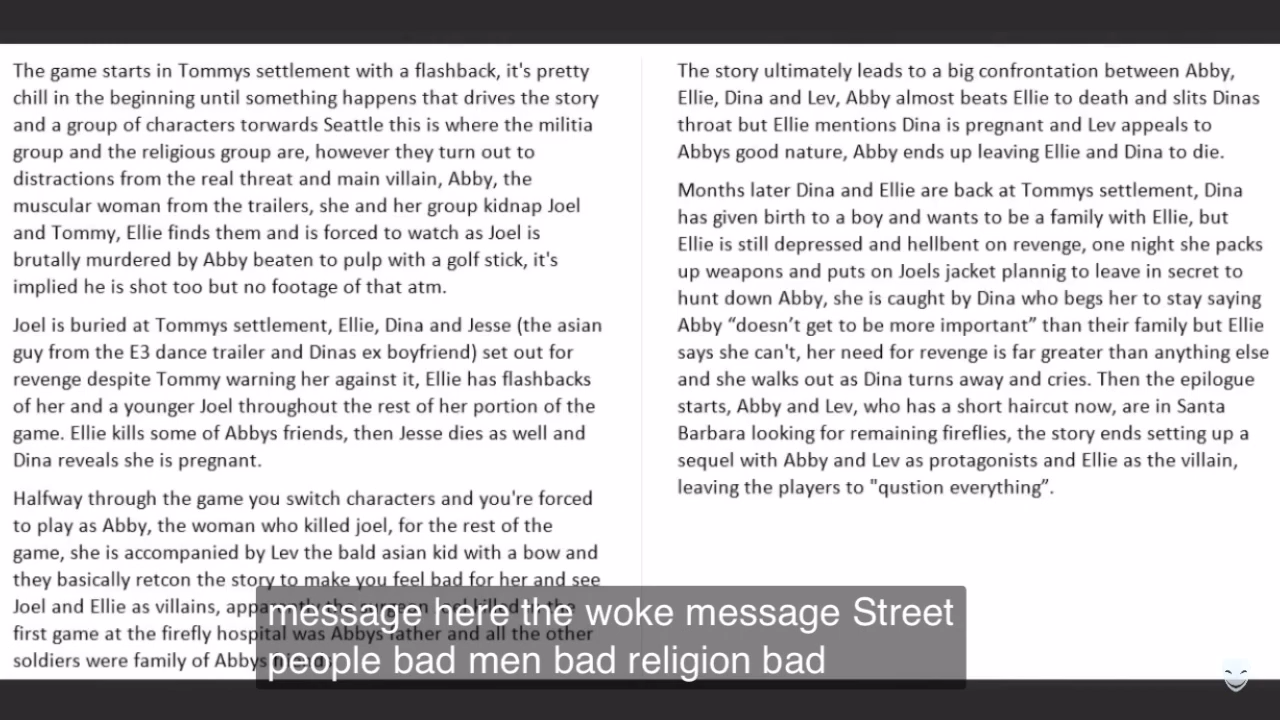 The game starts in Tommys settlement with a flashback, it's pretty
chill in the beginning until something happens that drives the story
and a group of characters torwards Seattle this is where the militia
group and the religious group are, however they turn out to
distractions from the real threat and main villain, Abby, the
muscular woman from the trailers, she and her group kidnap Joel
and Tommy, Ellie finds them and is forced to watch as Joel is
brutally murdered by Abby beaten to pulp with a golf stick, it's
implied he is shot too but no footage of that atm.
Joel is buried at Tommys settlement, Ellie, Dina and Jesse (the asian
guy from the E3 dance trailer and Dinas ex boyfriend) set out for
revenge despite Tommy warning her against it, Ellie has flashbacks
of her and a younger Joel throughout the rest of her portion of the
game. Ellie kills some of Abbys friends, then Jesse dies as well and
Dina reveals she is pregnant.
Halfway through the game you switch characters and you're forced
to play as Abby, the woman who killed joel, for the rest of the
game, she is accompanied by Lev the bald asian kid with a bow and
they basically retcon the story to make you feel bad for her and see
Joel and Ellie as villains, apparently the surgeon Joel killed in the
first game at the firefly hospital was Abbys father and all the other
soldiers were family of Abbys friends.
The story ultimately leads to a big confrontation between Abby,
Ellie, Dina and Lev, Abby almost beats Ellie to death and slits Dinas
throat but Ellie mentions Dina is pregnant and Lev appeals to
Abbys good nature, Abby ends up leaving Ellie and Dina to die.
Months later Dina and Ellie are back at Tommys settlement, Dina
has given birth to a boy and wants to be a family with Ellie, but
Ellie is still depressed and hellbent on revenge, one night she packs
up weapons and puts on Joels jacket plannig to leave in secret to
hunt down Abby, she is caught by Dina who begs her to stay saying
Abby “doesn’t get to be more important” than their family but Ellie
says she can't, her need for revenge is far greater than anything else
and she walks out as Dina turns away and cries. Then the epilogue
starts, Abby and Lev, who has a short haircut now, are in Santa
Barbara looking for remaining fireflies, the story ends setting up a
sequel with Abby and Lev as protagonists and Ellie as the villain,
leaving the players to "qustion everything”.
message here the woke message Street
people bad men bad religion bad